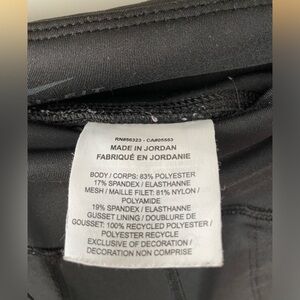 RN#56323 - CA#05553
MADE IN JORDAN
FABRIQUÉ EN JORDANIE
BODY / CORPS: 83% POLYESTER
17% SPANDEX / ELASTHANNE
MESH / MAILLE FILET: 81% NYLON /
POLYAMIDE
19% SPANDEX / ELASTHANNE
GUSSET LINING / DOUBLURE DE
GOUSSET: 100% RECYCLED POLYESTER /
POLYESTER RECYCLE
EXCLUSIVE OF DECORATION /
DECORATION NON COMPRISE